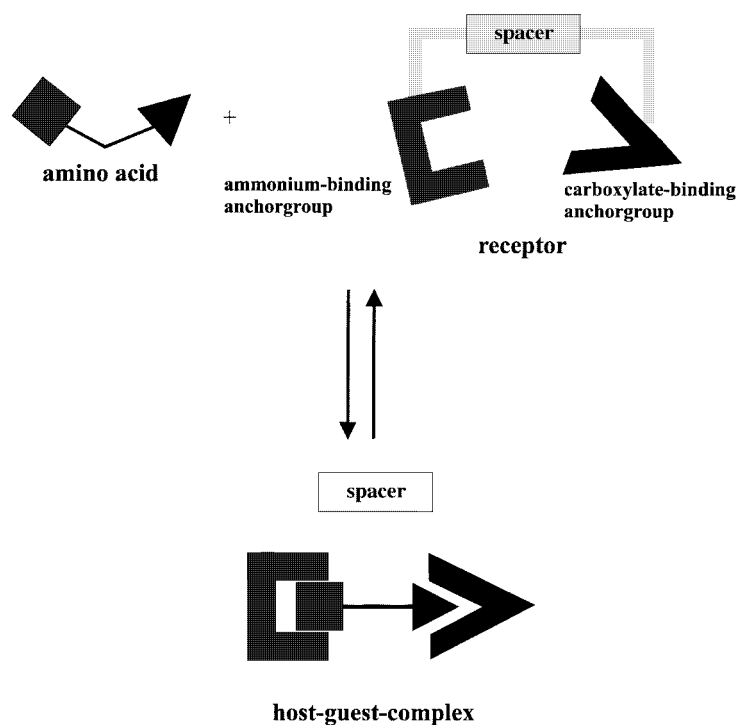 spacer
+
amino acid
ammonium-binding
anchorgroup
carboxylate-binding
anchorgroup
receptor
spacer
host-guest-complex